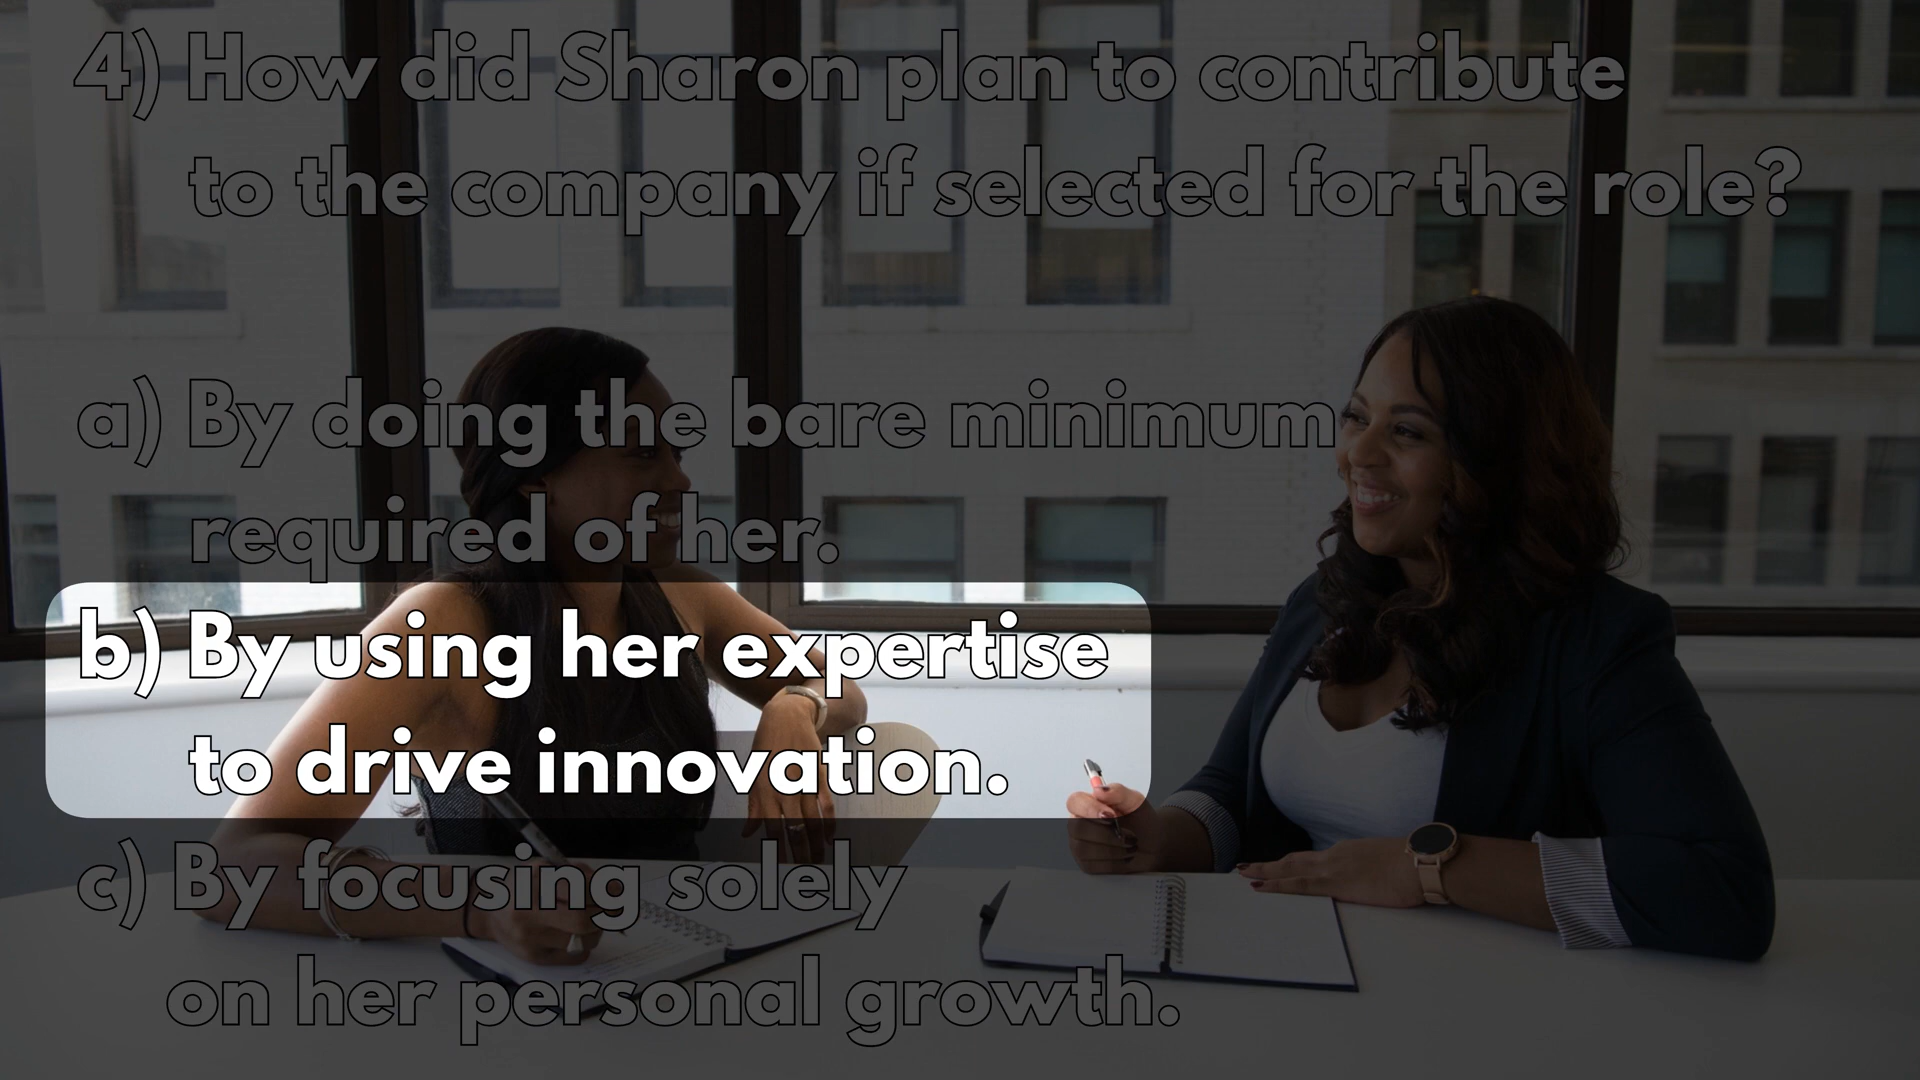 4) How did Sharon plan to contribute
to the company if selected for the role?
a) By doing the bare minimum
required of her.
b) By using her expertise
to drive innovation.
c) By focusing solely
on her personal growth.